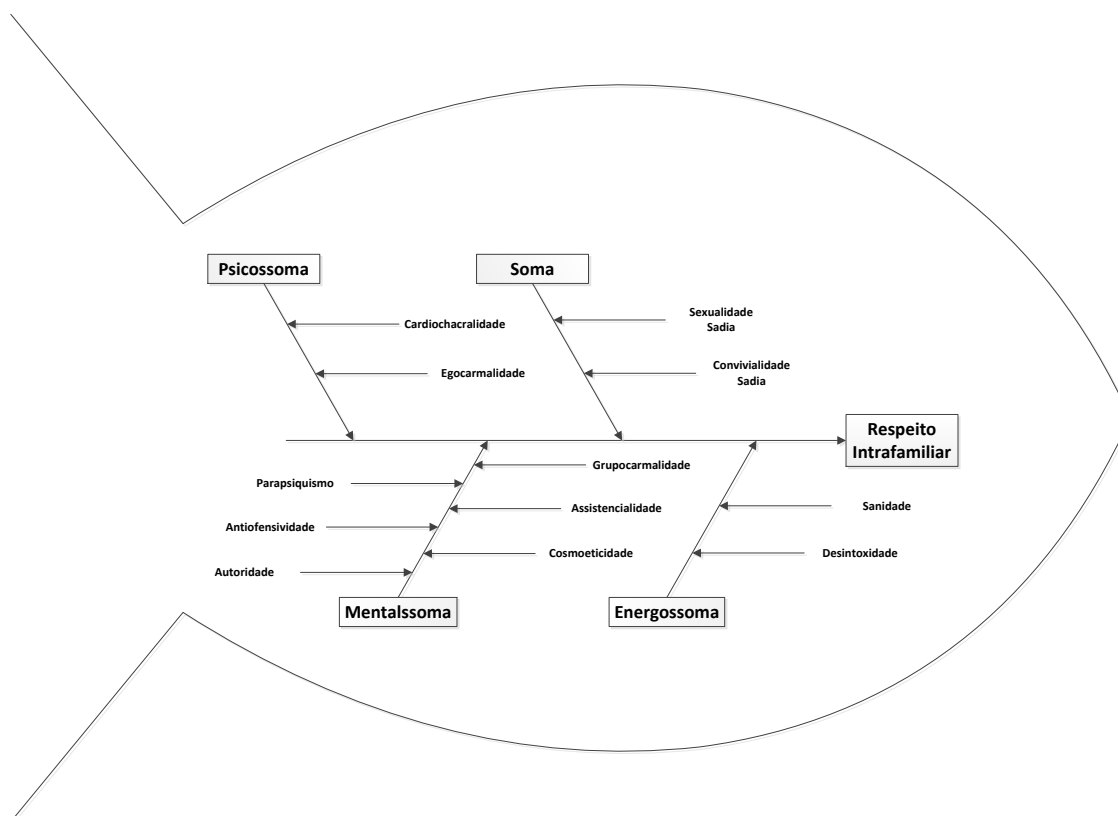 Psicossoma
Soma
Cardiochacralidade
Sexualidade
Sadia
Egocarmalidade
Convivialidade
Sadia
Respeito
Intrafamiliar
Grupocarmalidade
Parapsiquismo
Assistencialidade
Sanidade
Antiofensividade
Cosmoeticidade
Desintoxidade
Autoridade
Mentalssoma
Energossoma